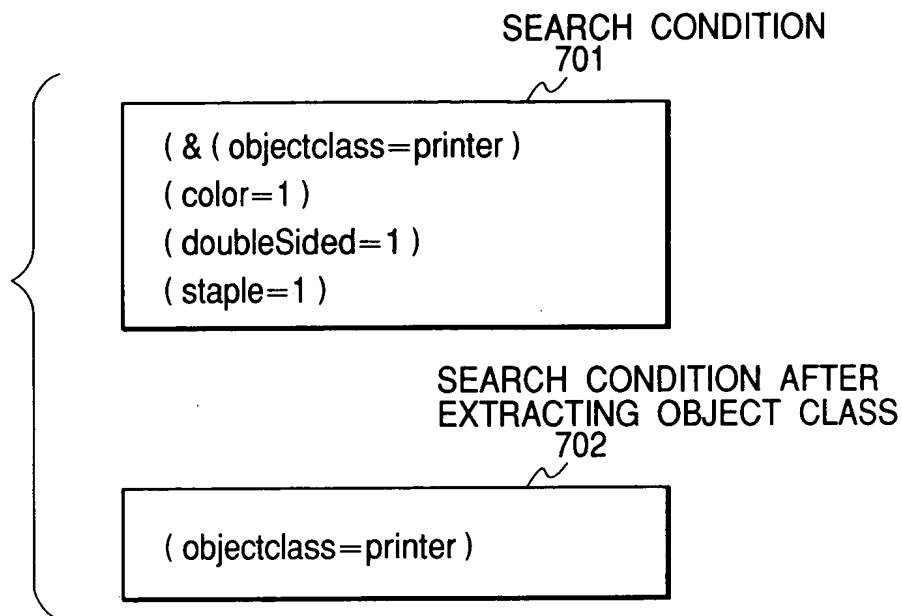 SEARCH CONDITION
701
( & ( objectclass=printer )
( color=1 )
( doubleSided=1 )
( staple=1 )
SEARCH CONDITION AFTER
EXTRACTING OBJECT CLASS
702
( objectclass=printer )